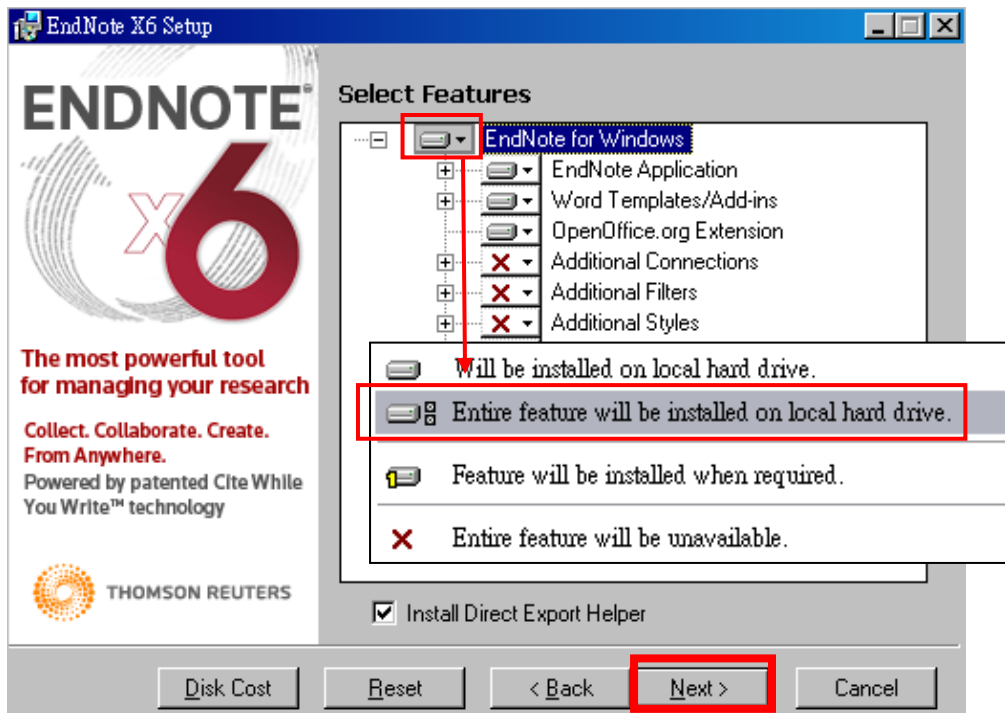 EndNote X6 Setup
ENDNOTE®
x6
The most powerful tool
for managing your research
Collect. Collaborate. Create.
From Anywhere.
Powered by patented Cite While
You Write™ technology
THOMSON REUTERS
Select Features
EndNote for Windows
EndNote Application
Word Templates/Add-ins
OpenOffice.org Extension
Additional Connections
Additional Filters
Additional Styles
Will be installed on local hard drive.
Entire feature will be installed on local hard drive.
Feature will be installed when required.
Entire feature will be unavailable.
Install Direct Export Helper
Disk Cost
Reset
< Back
Next >
Cancel